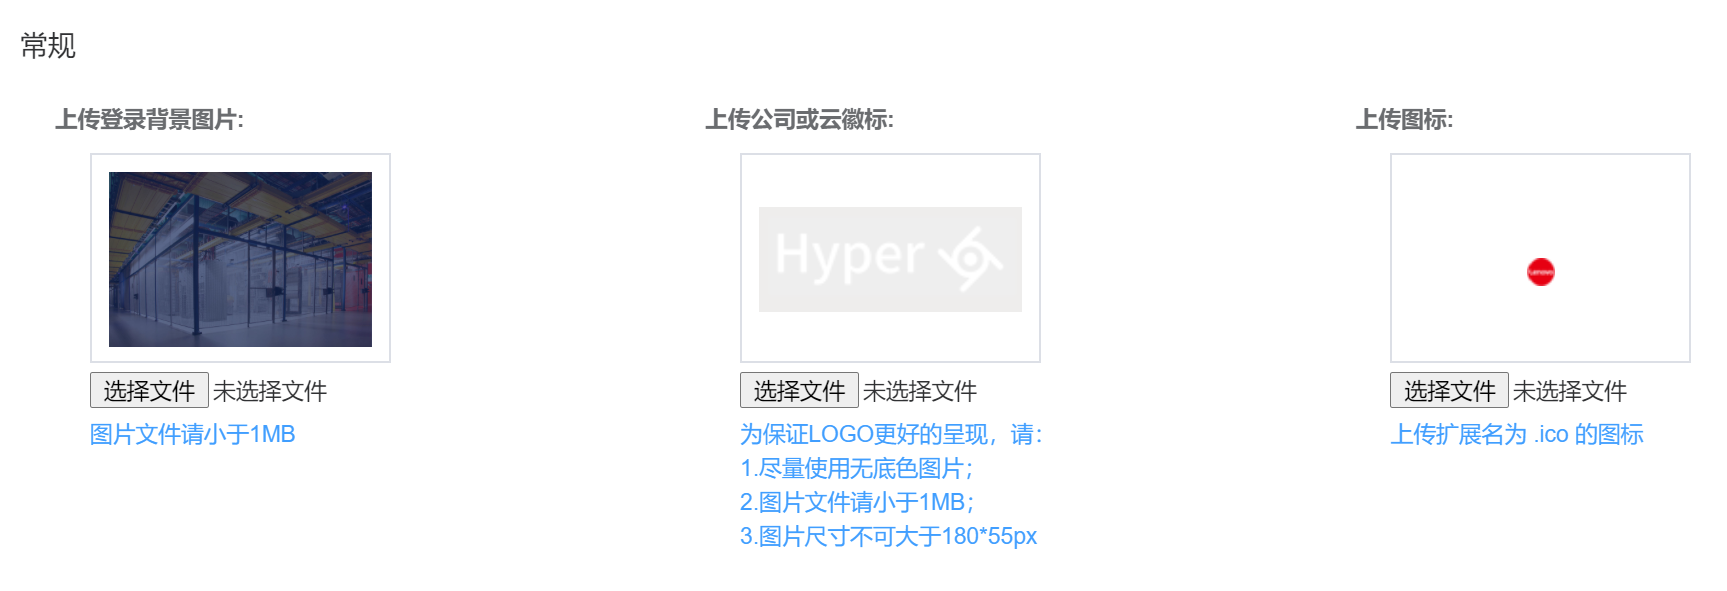 常规
上传登录背景图片:
选择文件 未选择文件
图片文件请小于1MB
上传公司或云徽标:
Hyper
选择文件 未选择文件
为保证LOGO更好的呈现，请：
1.尽量使用无底色图片；
2.图片文件请小于1MB；
3.图片尺寸不可大于180*55px
上传图标:
Lenovo
选择文件 未选择文件
上传扩展名为 .ico 的图标